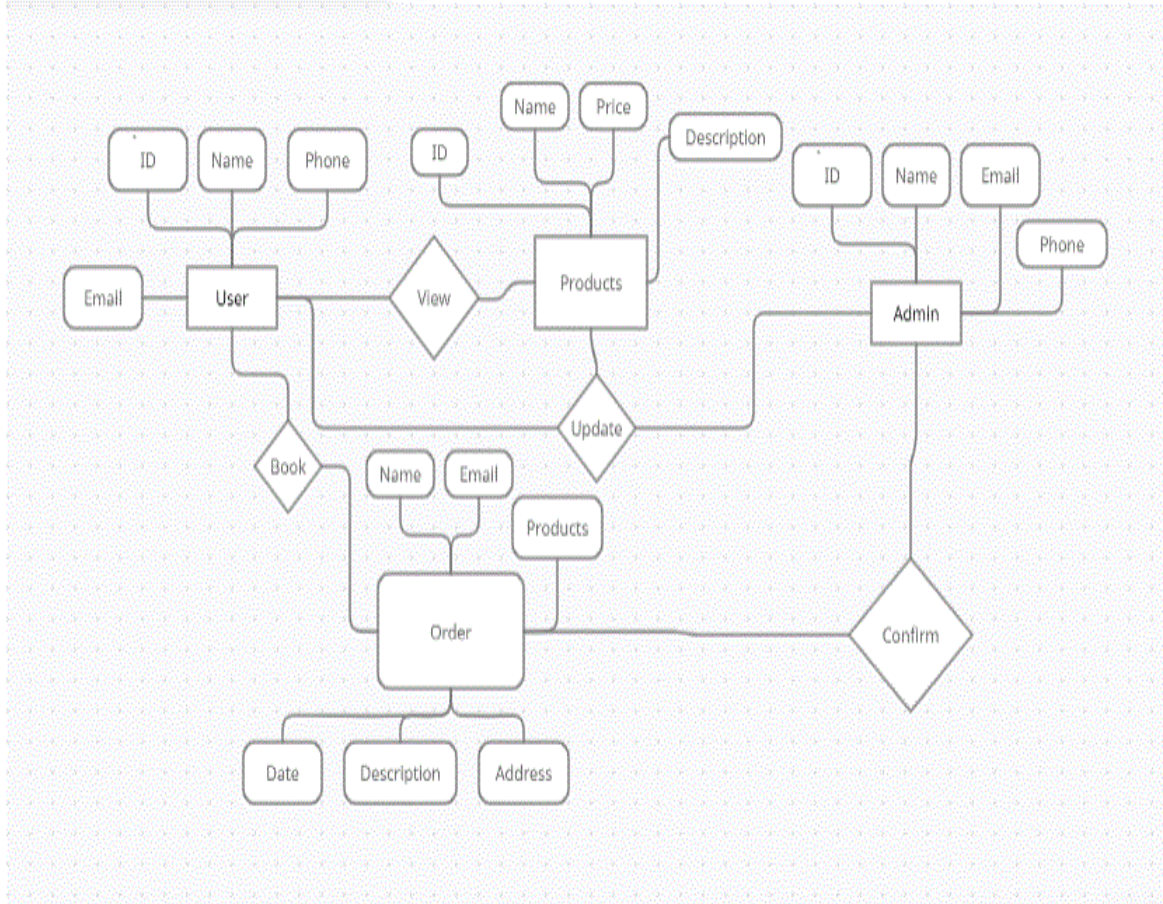 Name
Price
Description
ID
Name
Phone
ID
ID
Name
Email
Phone
Email
User
View
Products
Admin
Update
Book
Name
Email
Products
Order
Confirm
Date
Description
Address